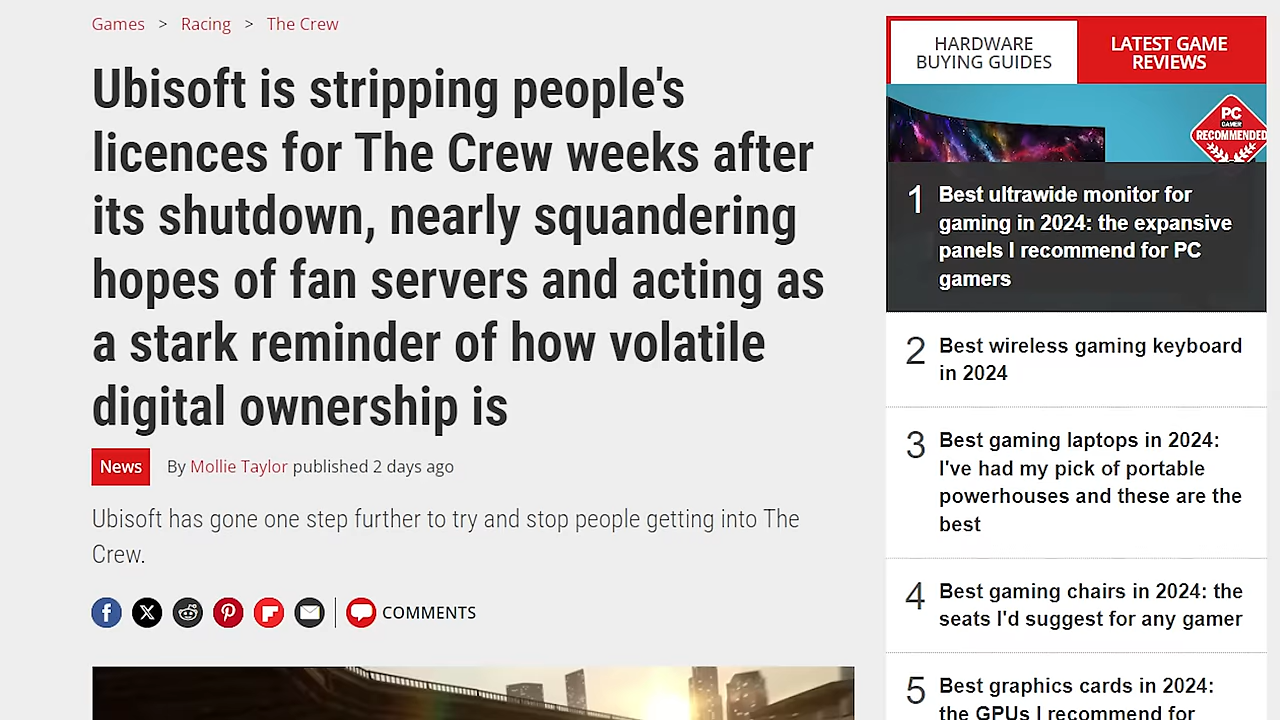 Games > Racing > The Crew
Ubisoft is stripping people's
licences for The Crew weeks after
its shutdown, nearly squandering
hopes of fan servers and acting as
a stark reminder of how volatile
digital ownership is
News By Mollie Taylor published 2 days ago
Ubisoft has gone one step further to try and stop people getting into The
Crew.
COMMENTS
HARDWARE
BUYING GUIDES
LATEST GAME
REVIEWS
PC
GAMER
RECOMMENDED
1 Best ultrawide monitor for
gaming in 2024: the expansive
panels I recommend for PC
gamers
2 Best wireless gaming keyboard
in 2024
3 Best gaming laptops in 2024:
I've had my pick of portable
powerhouses and these are the
best
4 Best gaming chairs in 2024: the
seats I'd suggest for any gamer
5 Best graphics cards in 2024:
the GPUs I recommend for